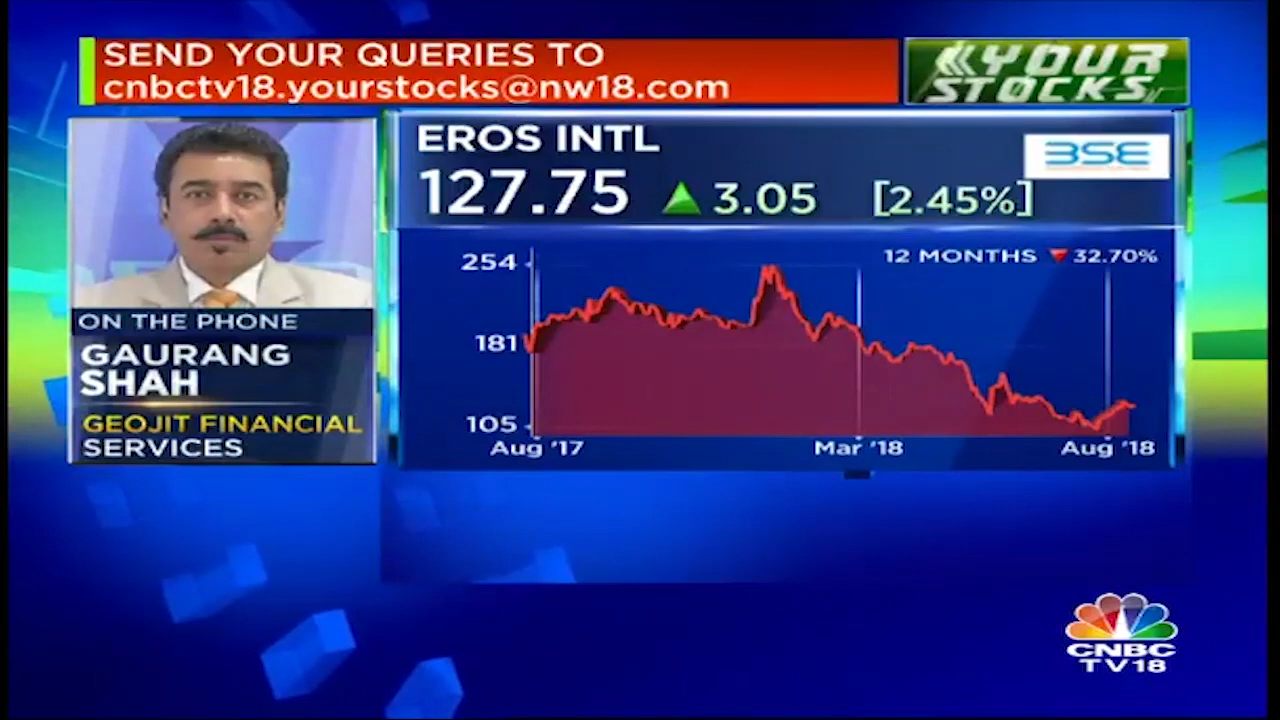 SEND YOUR QUERIES TO
cnbctv18.yourstocks@nw18.com
YOUR
STOCKS
EROS INTL
BSE
127.75 ▲ 3.05 [2.45%]
12 MONTHS ▼ 32.70%
254
181
105
Aug '17 Mar '18 Aug '18
ON THE PHONE
GAURANG
SHAH
GEOJIT FINANCIAL
SERVICES
CNBC
TV18